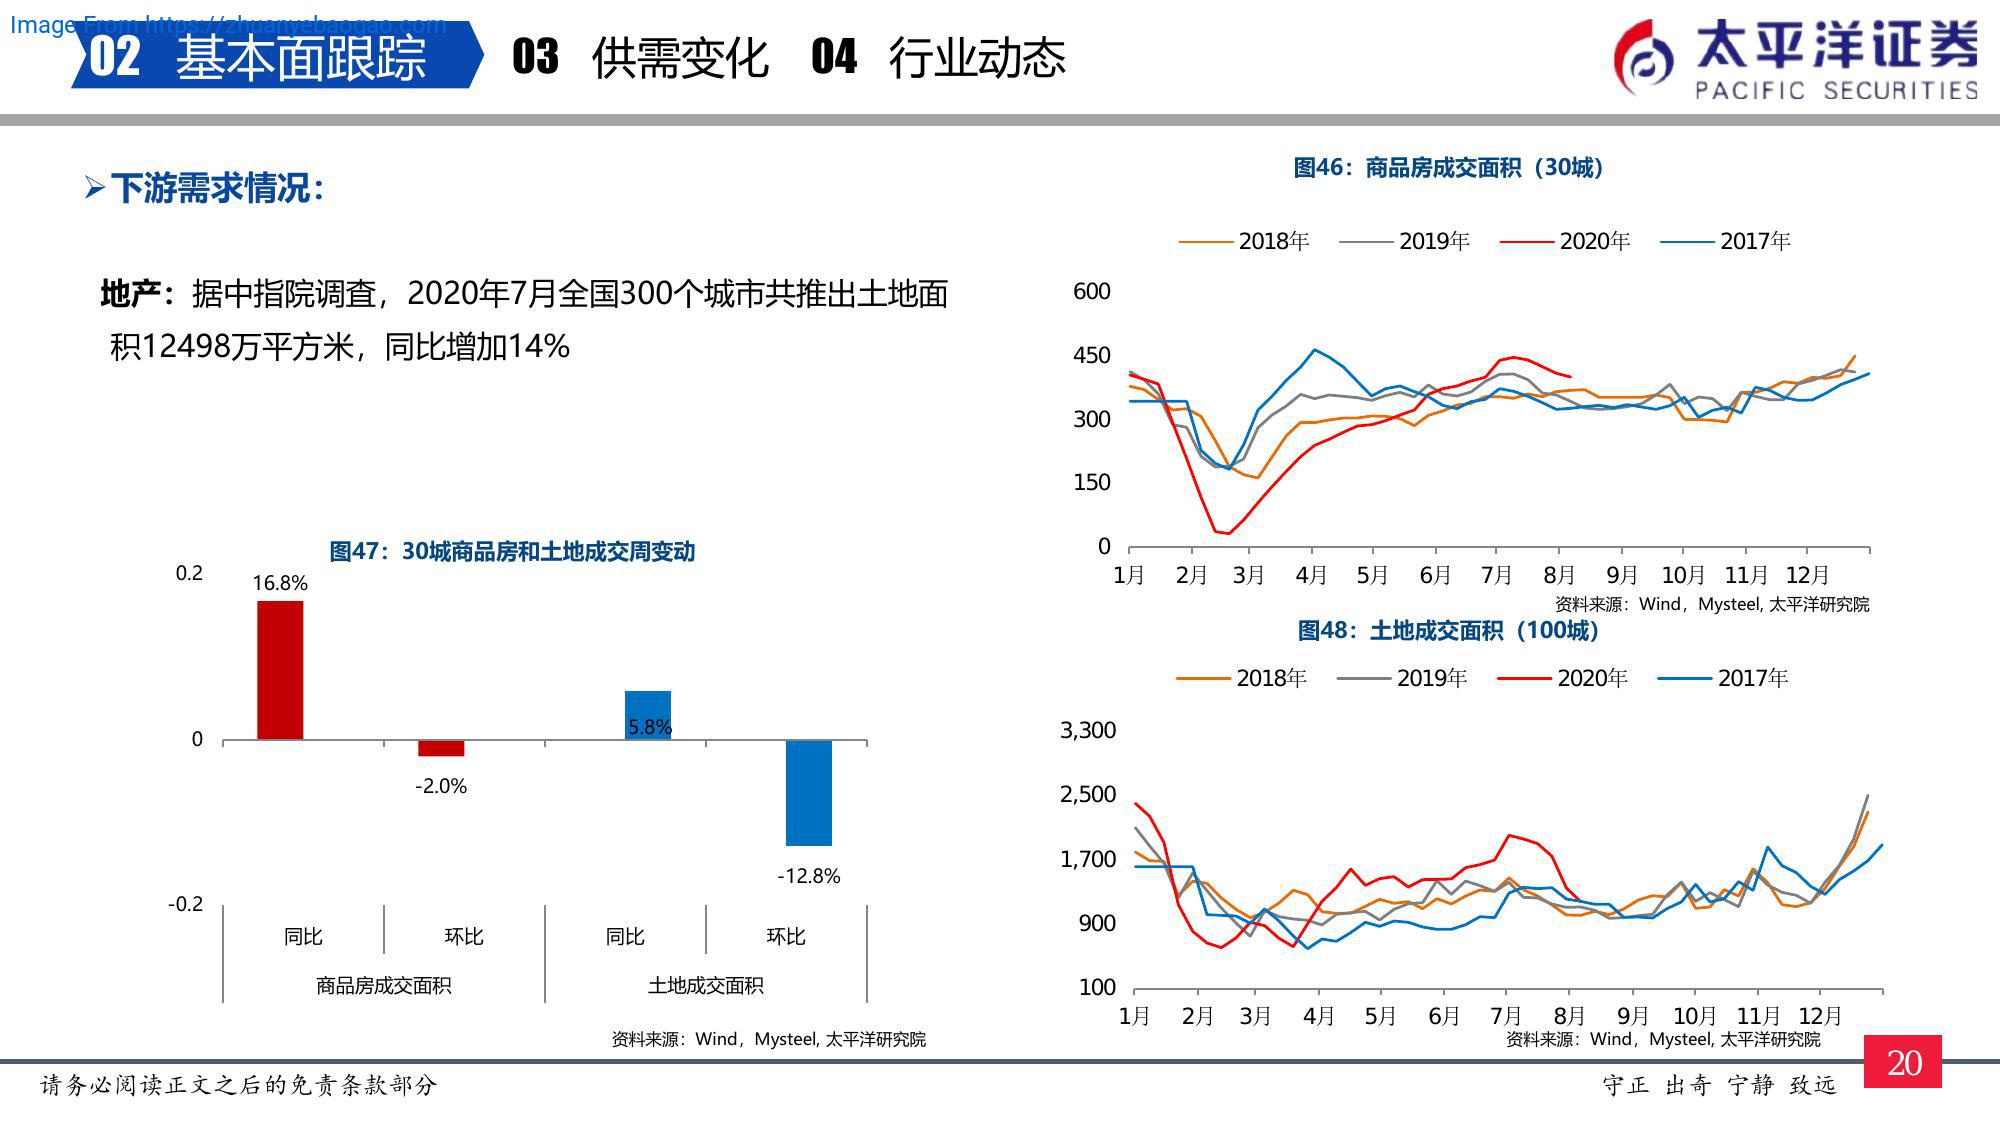 Image From https://zhuanyebaogao.com
02 基本面跟踪 03 供需变化 04 行业动态
太平洋证券
PACIFIC SECURITIES
下游需求情况：
地产：据中指院调查，2020年7月全国300个城市共推出土地面
积12498万平方米，同比增加14%
图46：商品房成交面积（30城）
2018年 2019年 2020年 2017年
600
450
300
150
0
1月 2月 3月 4月 5月 6月 7月 8月 9月 10月 11月 12月
资料来源：Wind，Mysteel, 太平洋研究院
图47：30城商品房和土地成交周变动
0.2
16.8%
5.8%
0
-2.0%
-12.8%
-0.2
同比 环比 同比 环比
商品房成交面积 土地成交面积
资料来源：Wind，Mysteel, 太平洋研究院
图48：土地成交面积（100城）
2018年 2019年 2020年 2017年
3,300
2,500
1,700
900
100
1月 2月 3月 4月 5月 6月 7月 8月 9月 10月 11月 12月
资料来源：Wind，Mysteel, 太平洋研究院
请务必阅读正文之后的免责条款部分
守正 出奇 宁静 致远
20